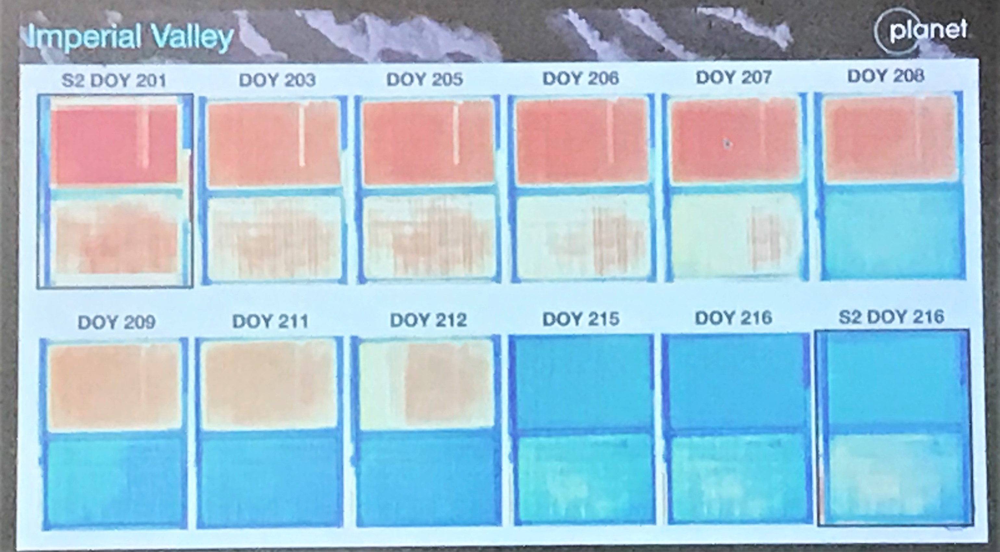 Imperial Valley
planet
S2 DOY 201
DOY 203
DOY 205
DOY 206
DOY 207
DOY 208
DOY 209
DOY 211
DOY 212
DOY 215
DOY 216
S2 DOY 216